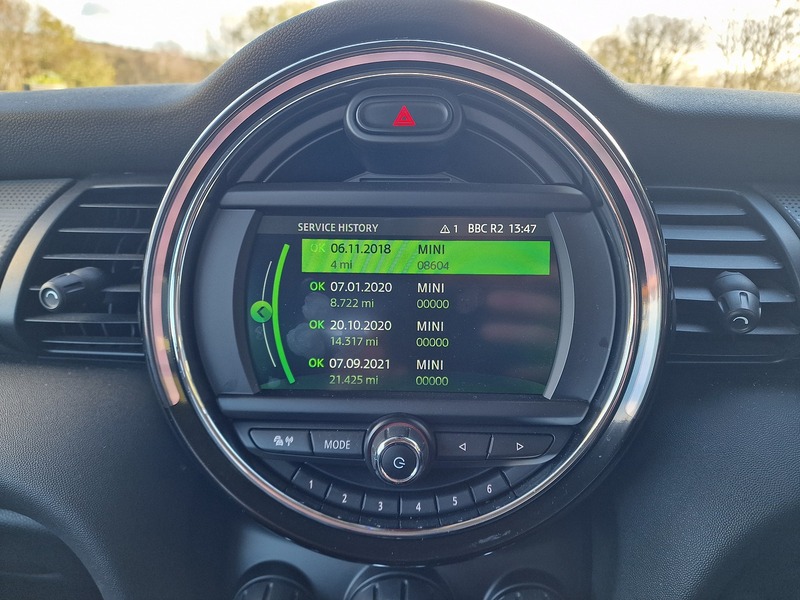 SERVICE HISTORY 1 BBC R2 13:47
OK 06.11.2018 MINI
4 mi 08604
OK 07.01.2020 MINI
8.722 mi 00000
OK 20.10.2020 MINI
14.317 mi 00000
OK 07.09.2021 MINI
21.425 mi 00000
MODE
1 2 3 4 5 6